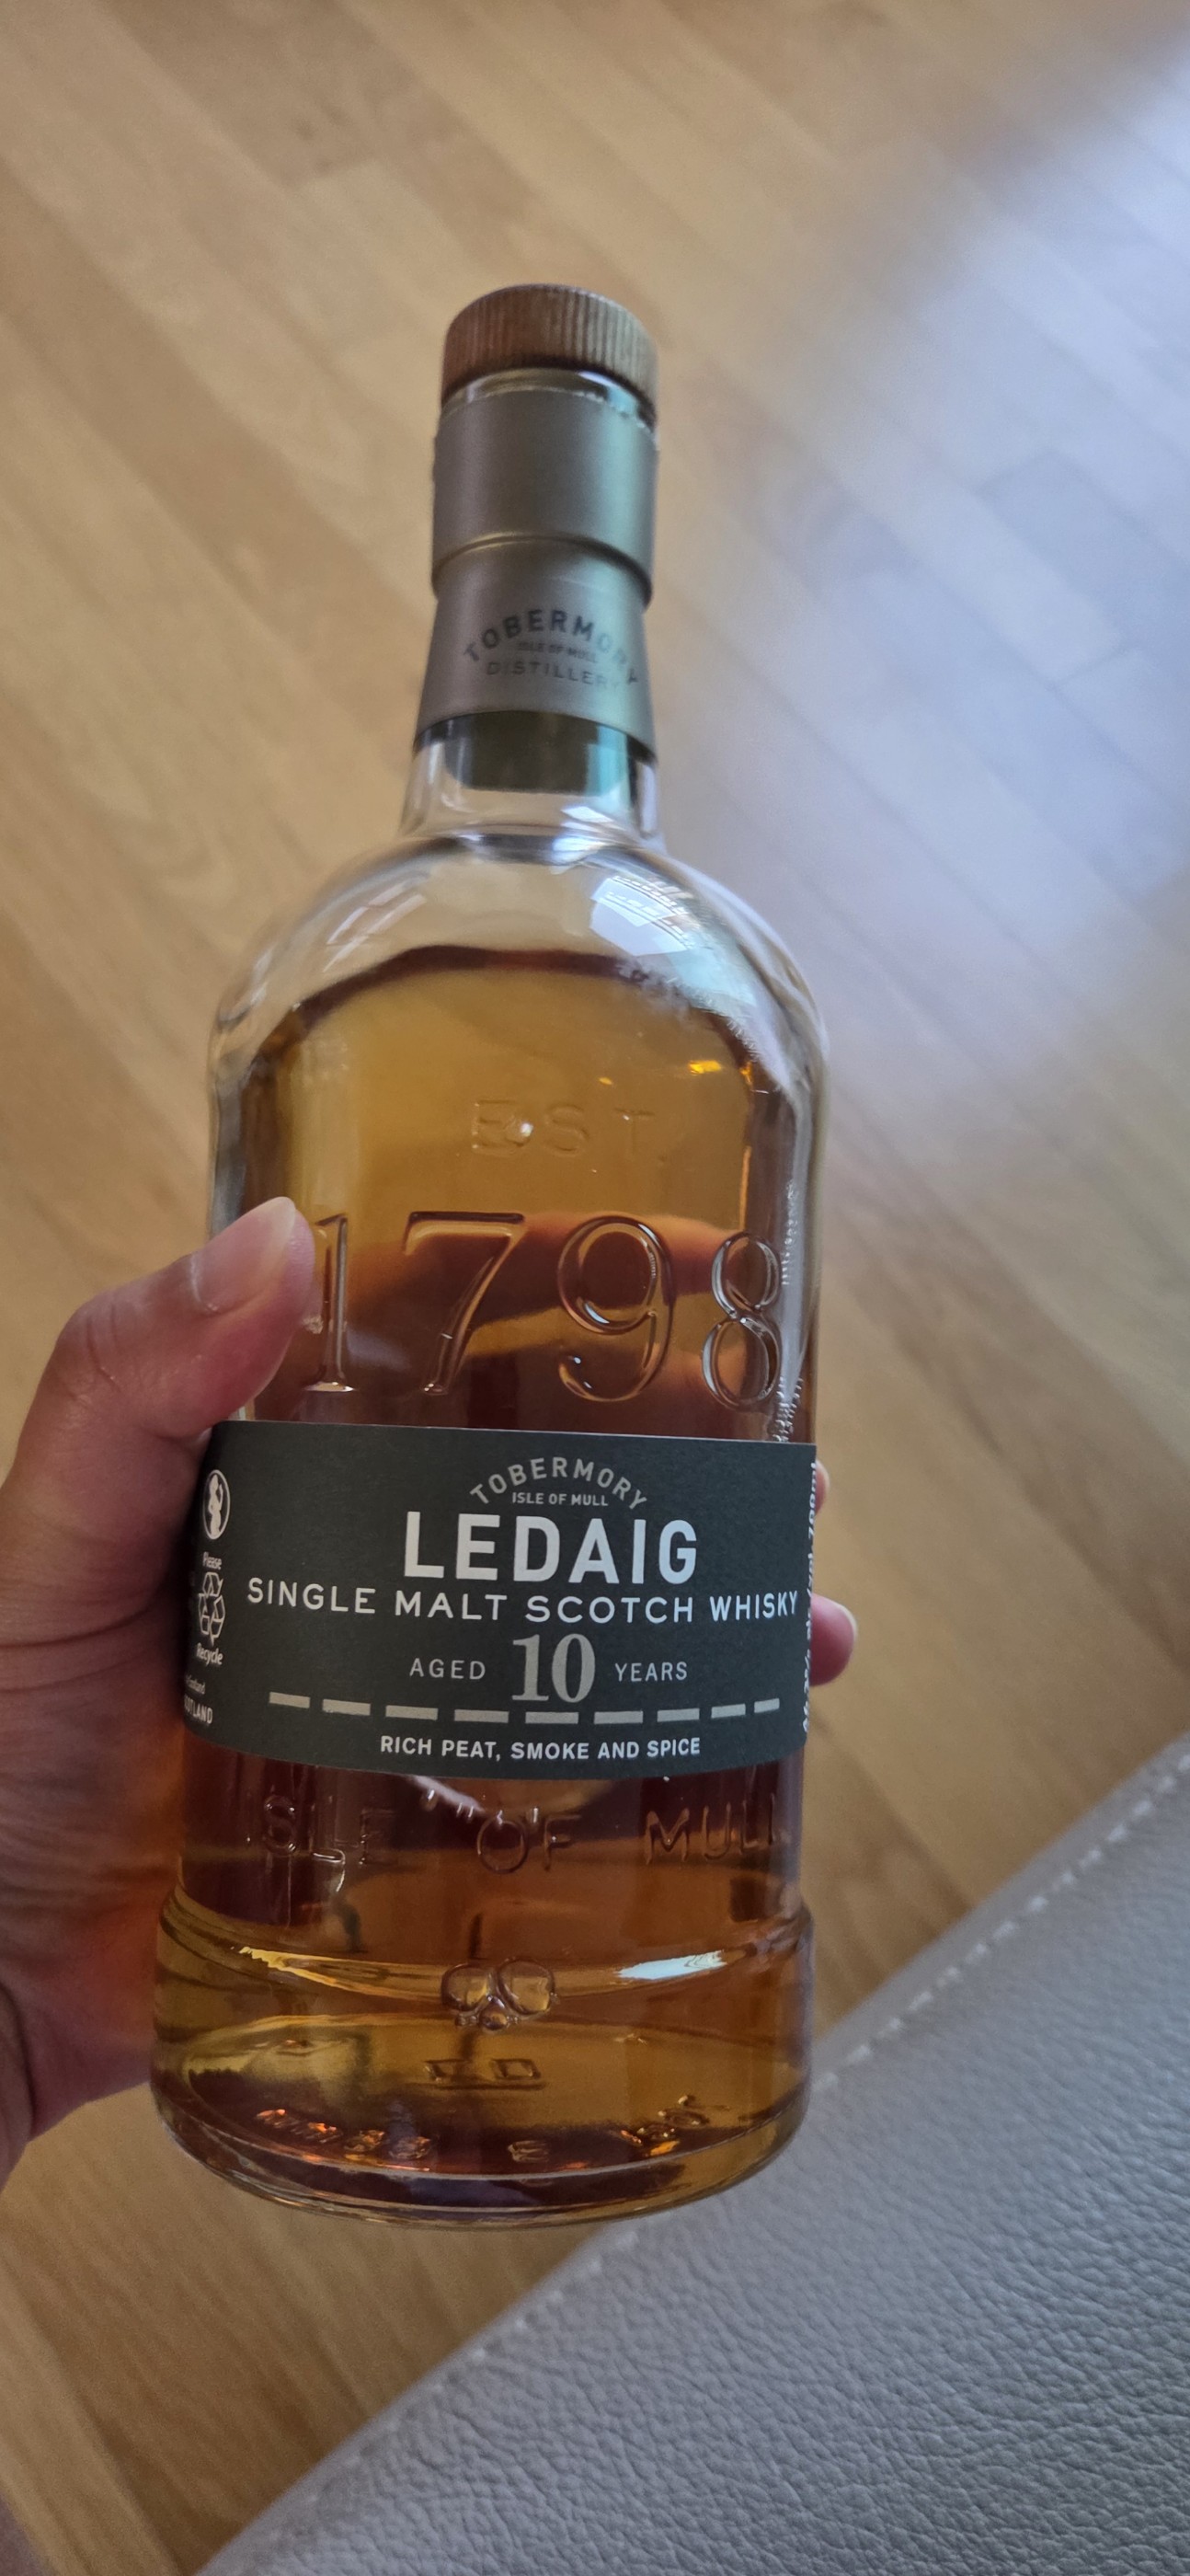 TOBERMORY
ISLE OF MULL
DISTILLERY
EST.
1798
TOBERMORY
ISLE OF MULL
LEDAIG
SINGLE MALT SCOTCH WHISKY
AGED 10 YEARS
RICH PEAT, SMOKE AND SPICE
Please
Recycle
ISLE OF MULL